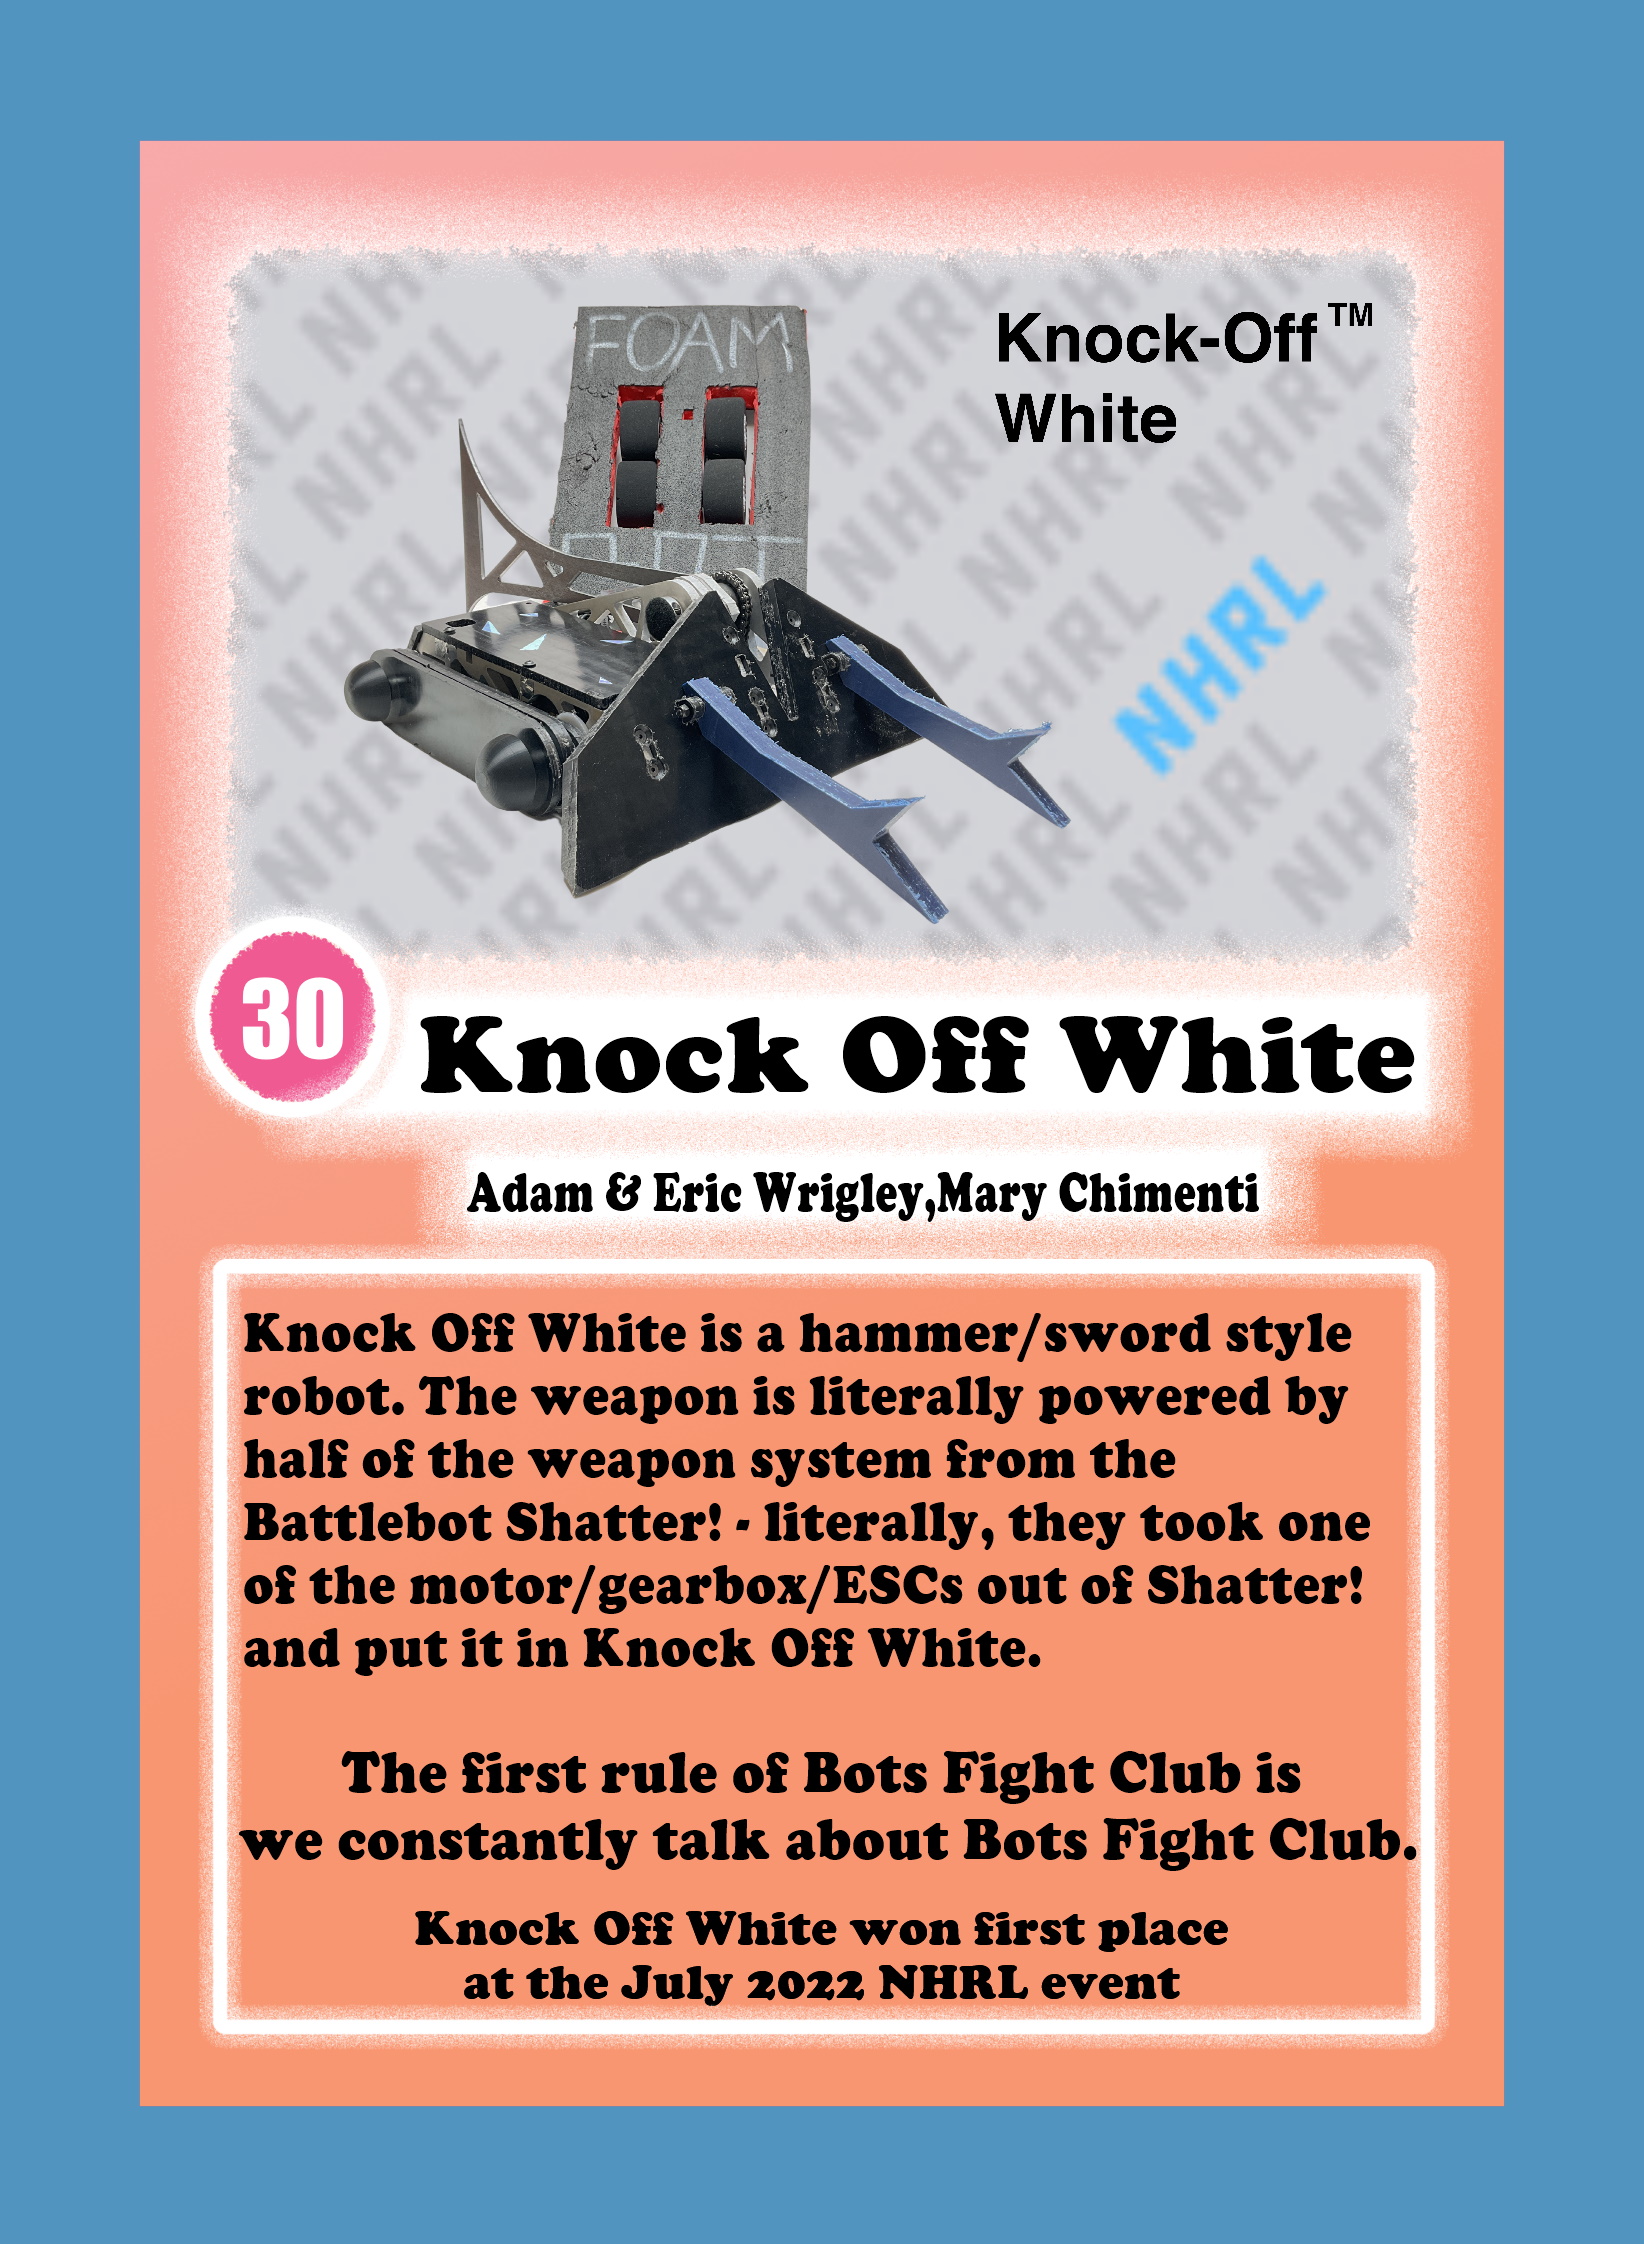 FOAM
Knock-Off™
White
NHRL
30
Knock Off White
Adam & Eric Wrigley,Mary Chimenti
Knock Off White is a hammer/sword style
robot. The weapon is literally powered by
half of the weapon system from the
Battlebot Shatter! - literally, they took one
of the motor/gearbox/ESCs out of Shatter!
and put it in Knock Off White.
The first rule of Bots Fight Club is
we constantly talk about Bots Fight Club.
Knock Off White won first place
at the July 2022 NHRL event